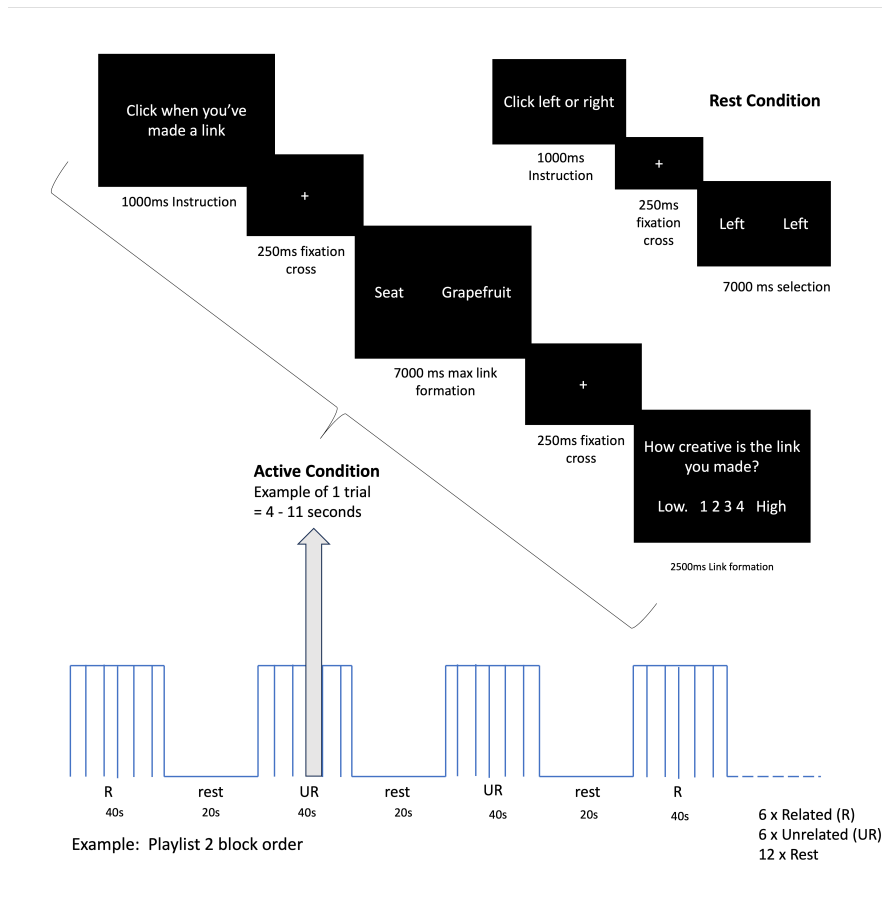 Click when you've
made a link
1000ms Instruction
+
250ms fixation
cross
Seat Grapefruit
7000 ms max link
formation
+
250ms fixation
cross
How creative is the link
you made?
Low. 1 2 3 4 High
2500ms Link formation
Rest Condition
Click left or right
1000ms
Instruction
+
250ms
fixation
cross
Left Left
7000 ms selection
Active Condition
Example of 1 trial
= 4 - 11 seconds
R rest UR rest UR rest R
40s 20s 40s 20s 40s 20s 40s
Example: Playlist 2 block order
6 x Related (R)
6 x Unrelated (UR)
12 x Rest